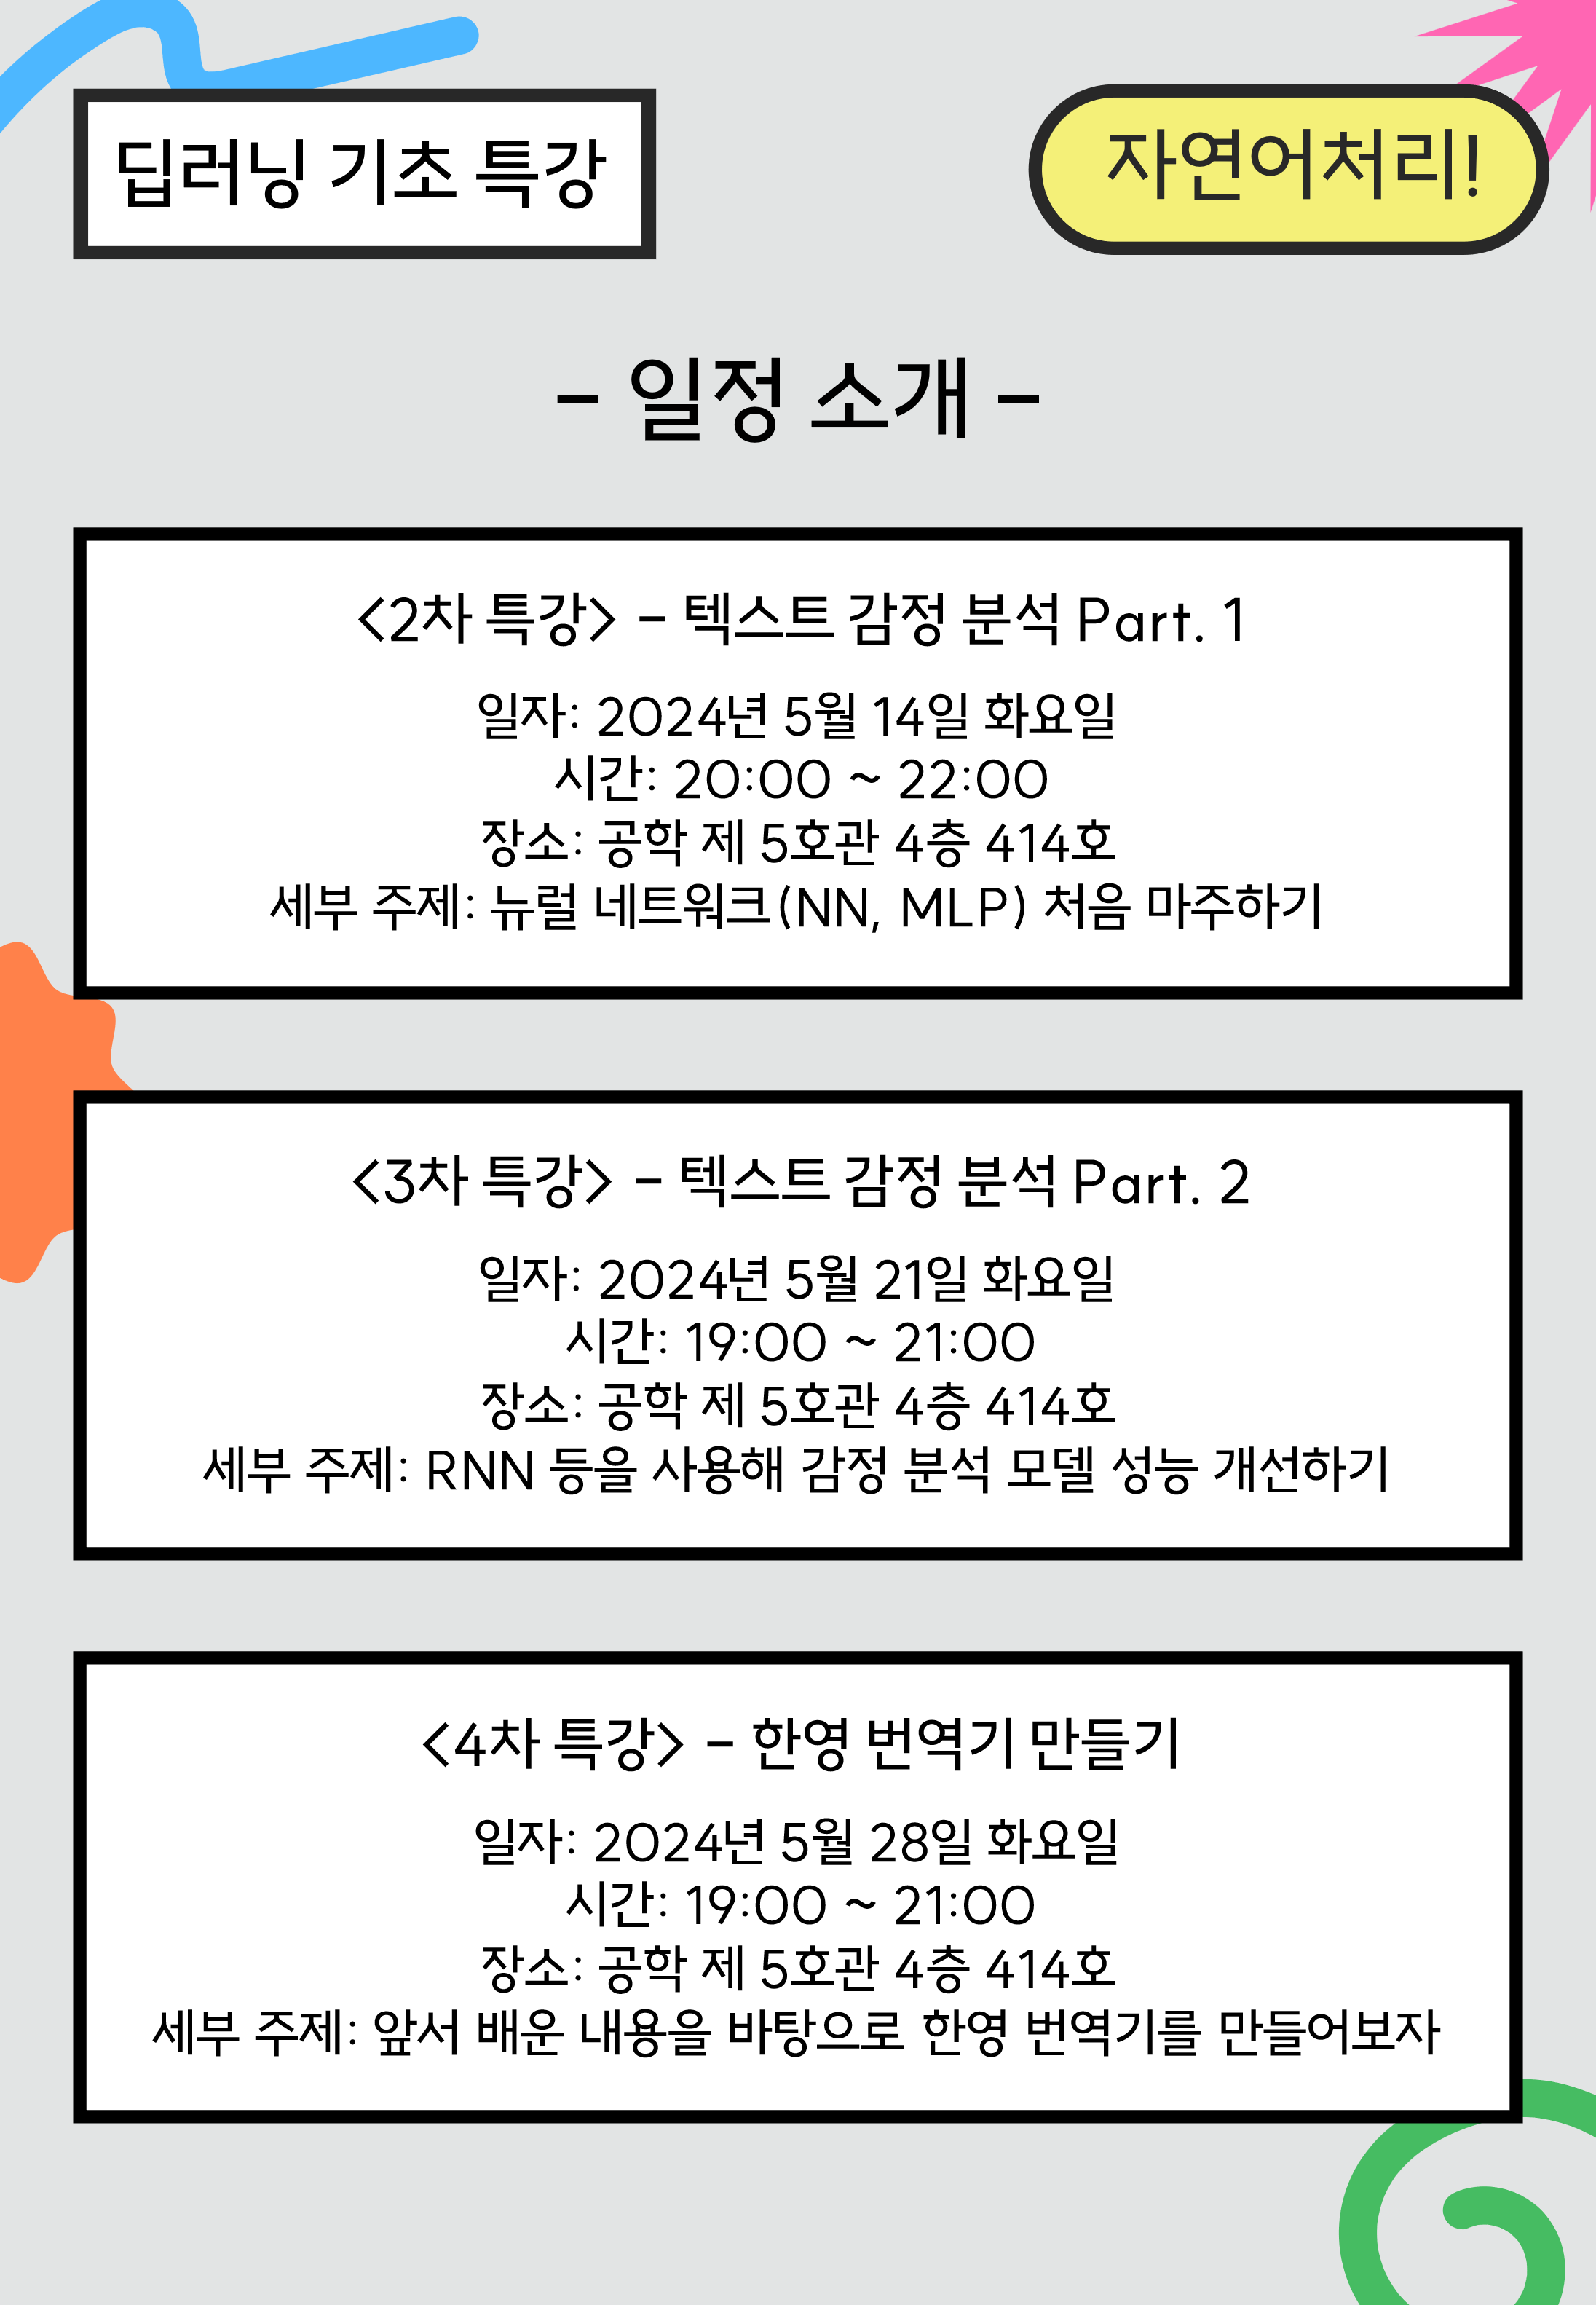 딥러닝 기초 특강
자연어처리!
- 일정 소개 -
<2차 특강> - 텍스트 감정 분석 Part. 1
일자: 2024년 5월 14일 화요일
시간: 20:00 ~ 22:00
장소: 공학 제 5호관 4층 414호
세부 주제: 뉴럴 네트워크(NN, MLP) 처음 마주하기
<3차 특강> - 텍스트 감정 분석 Part. 2
일자: 2024년 5월 21일 화요일
시간: 19:00 ~ 21:00
장소: 공학 제 5호관 4층 414호
세부 주제: RNN 등을 사용해 감정 분석 모델 성능 개선하기
<4차 특강> - 한영 번역기 만들기
일자: 2024년 5월 28일 화요일
시간: 19:00 ~ 21:00
장소: 공학 제 5호관 4층 414호
세부 주제: 앞서 배운 내용을 바탕으로 한영 번역기를 만들어보자